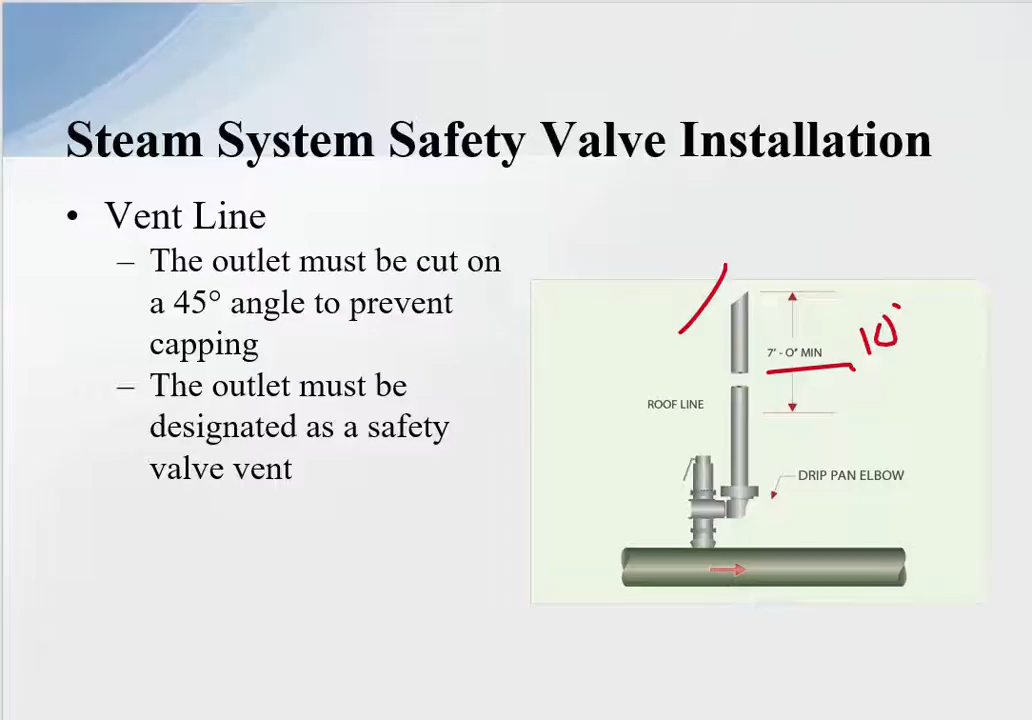 Steam System Safety Valve Installation
• Vent Line
– The outlet must be cut on
a 45° angle to prevent
capping
– The outlet must be
designated as a safety
valve vent
7' - O" MIN
10'
ROOF LINE
DRIP PAN ELBOW